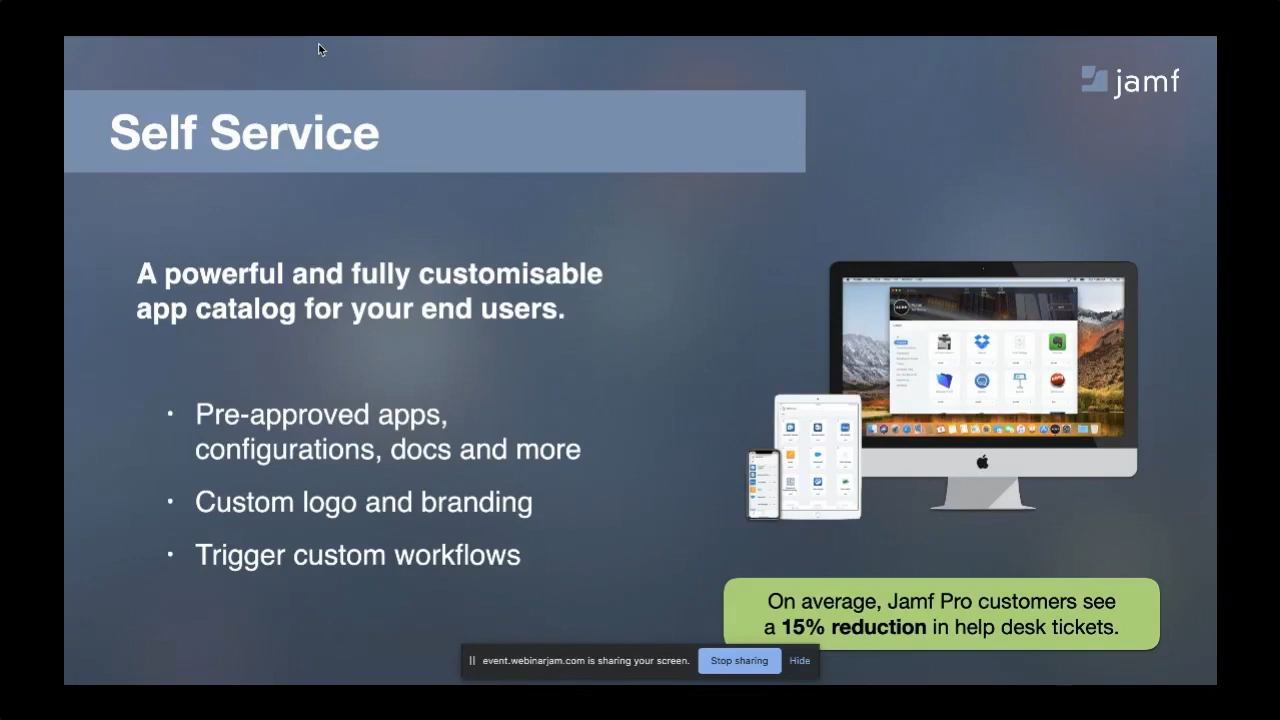 jamf
Self Service
A powerful and fully customisable
app catalog for your end users.
· Pre-approved apps,
configurations, docs and more
· Custom logo and branding
· Trigger custom workflows
On average, Jamf Pro customers see
a 15% reduction in help desk tickets.
event.webinarjam.com is sharing your screen. Stop sharing Hide